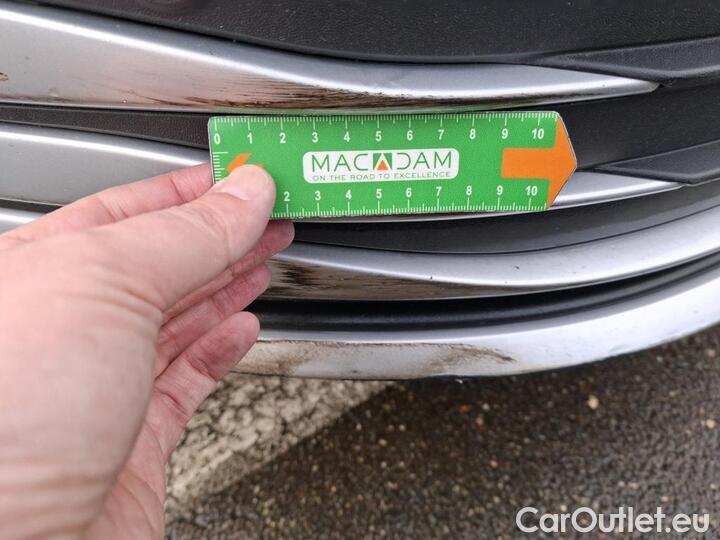 0 1 2 3 4 5 6 7 8 9 10
MACADAM
ON THE ROAD TO EXCELLENCE
2 3 4 5 6 7 8 9 10
CarOutlet.eu